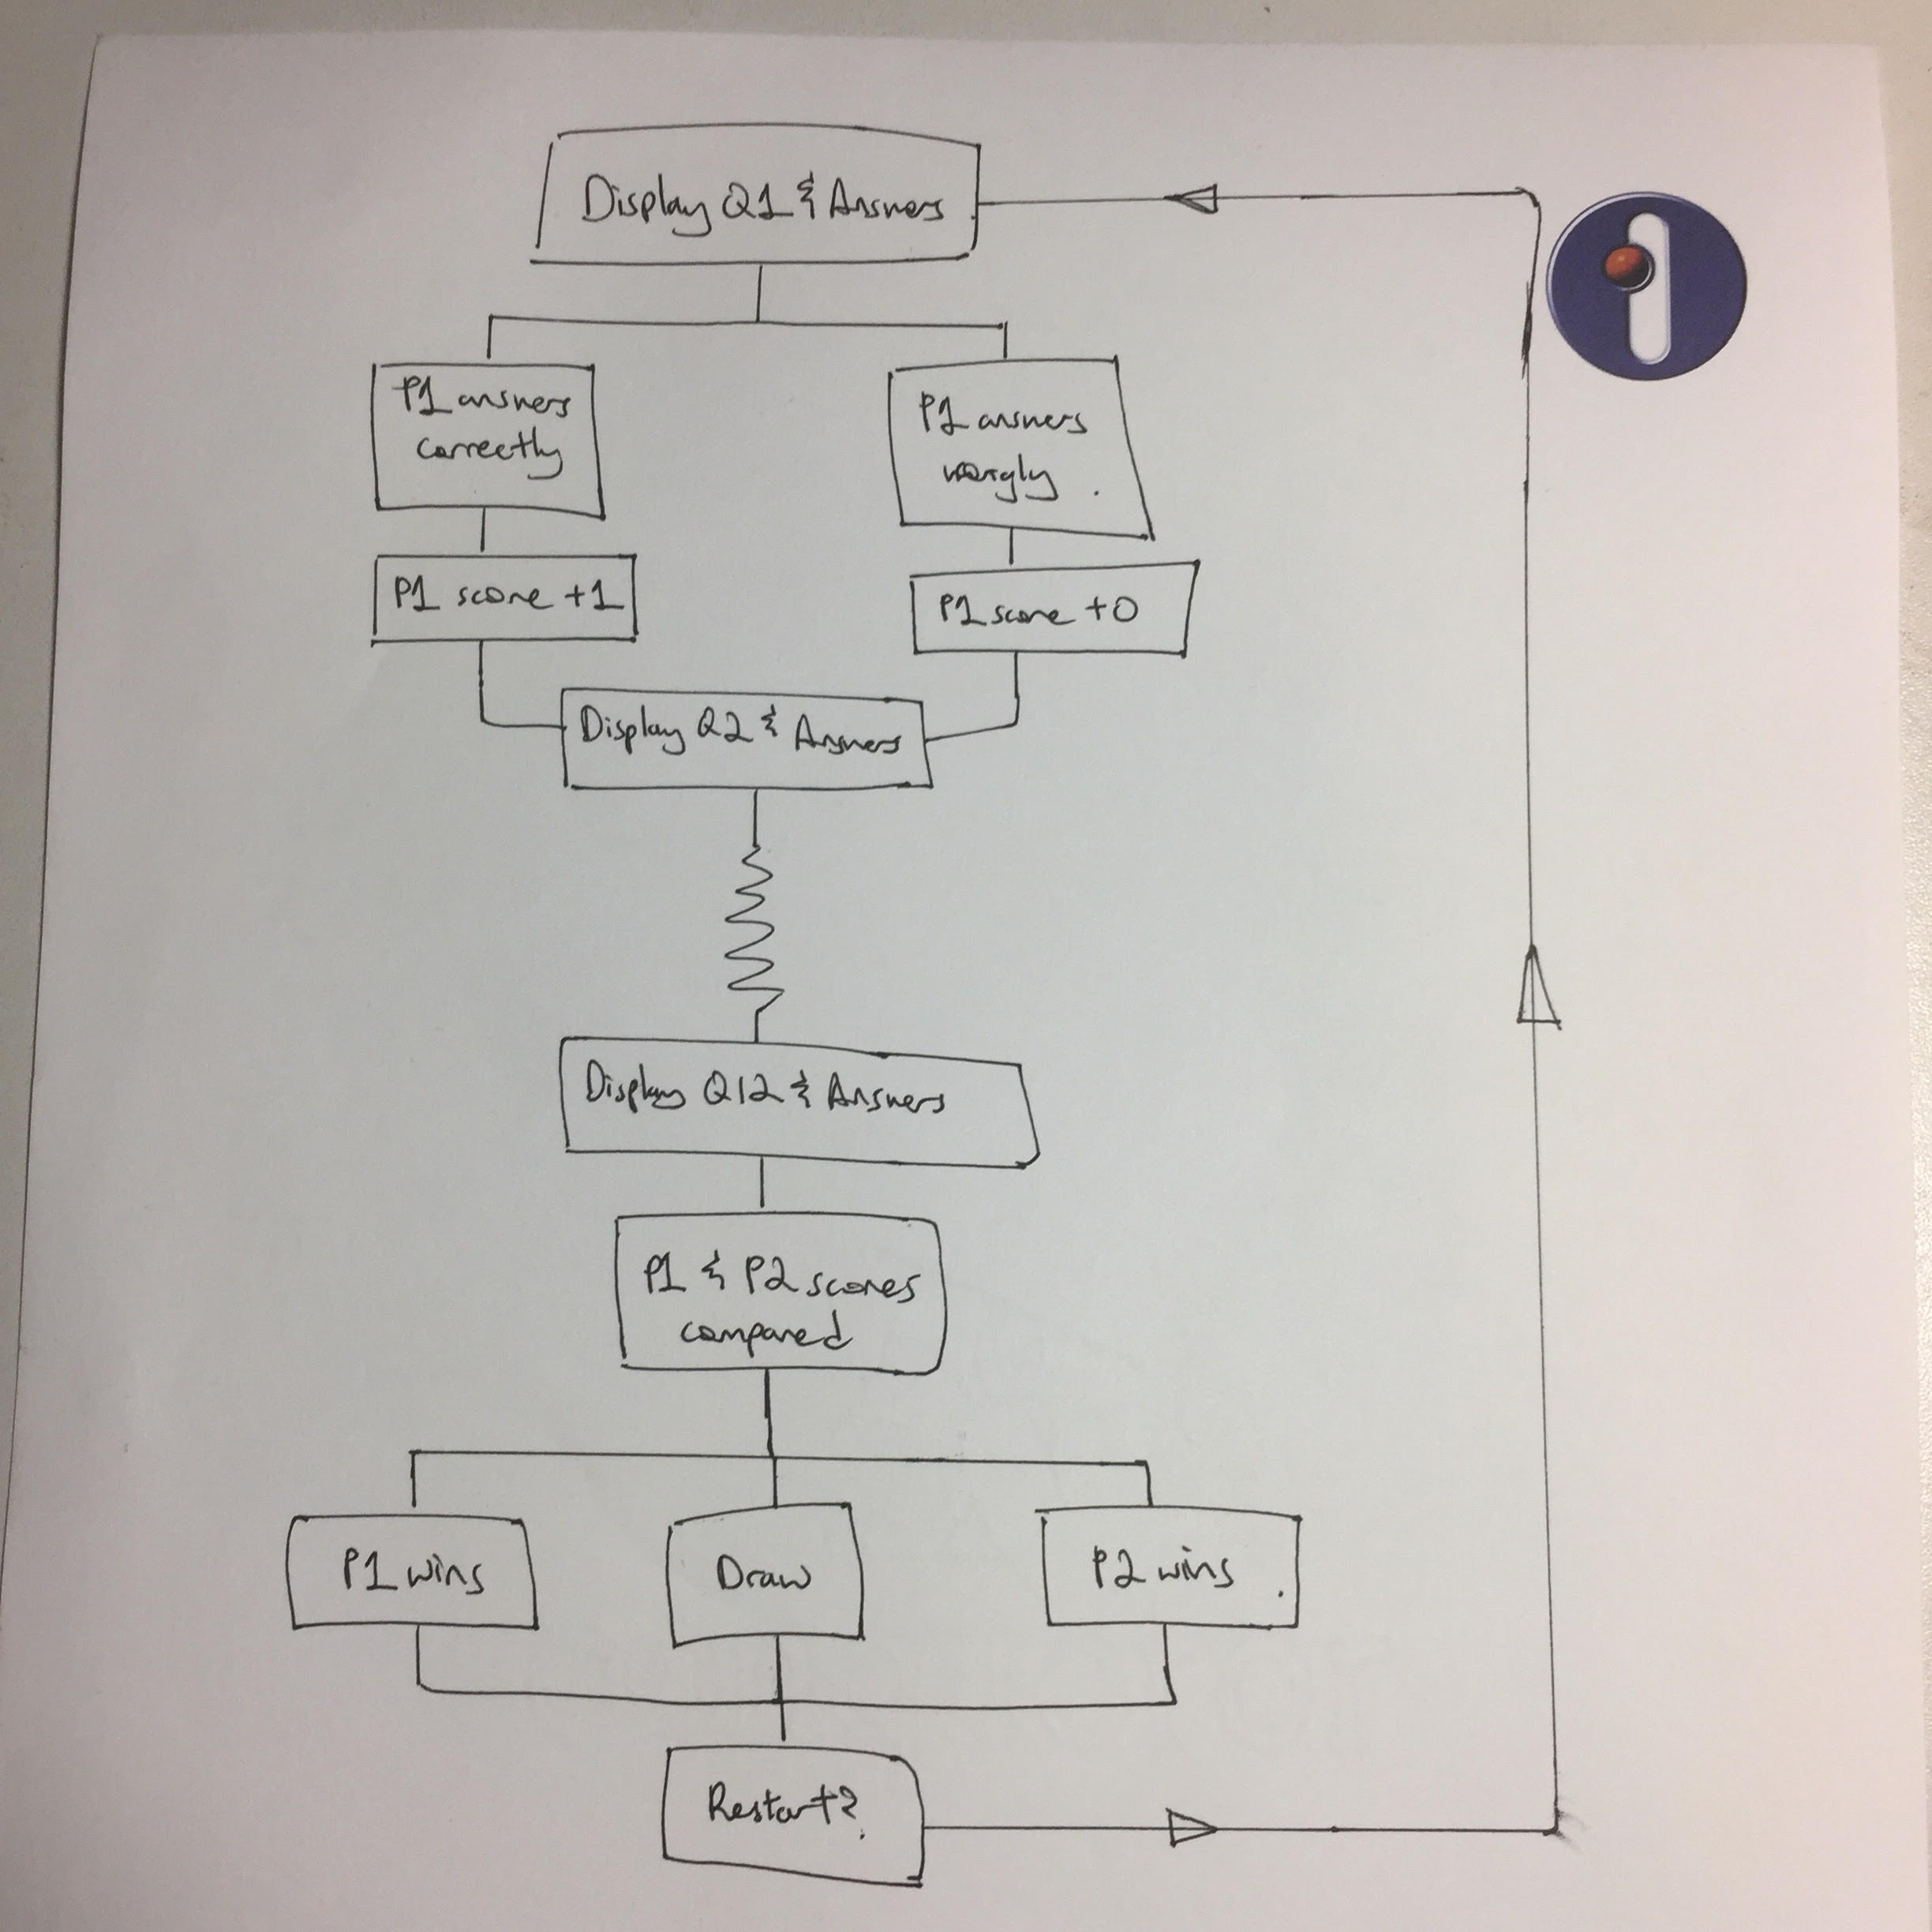 Display Q1 & Answers
P1 answers
correctly
P1 answers
worngly
P1 score +1
P1 score +0
Display Q2 & Answers
Display Q12 & Answers
P1 & P2 scores
compared
P1 wins
Draw
P2 wins
Restart?